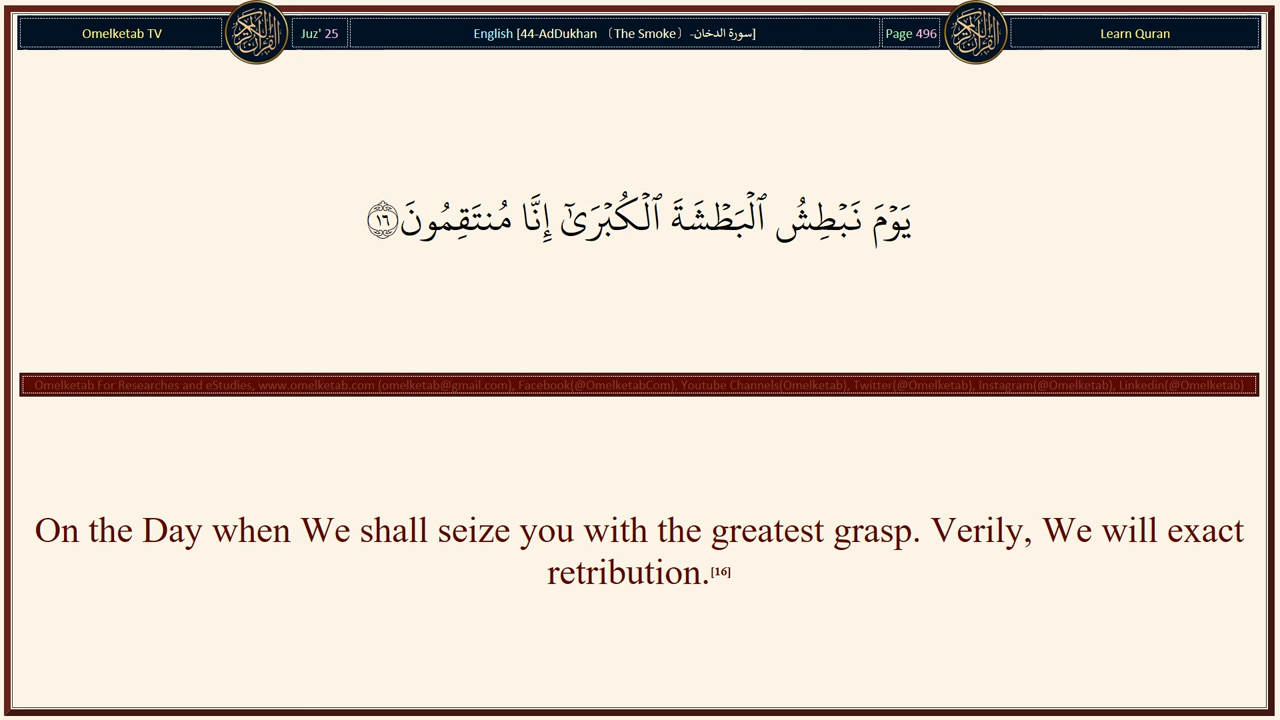 Omelketab TV
Juz' 25
English [44-AdDukhan （The Smoke） -سورة الدخان]
Page 496
Learn Quran
يَوْمَ نَبْطِشُ ٱلْبَطْشَةَ ٱلْكُبْرَىٰٓ إِنَّا مُنتَقِمُونَ ١٦
Omelketab For Researches and eStudies, www.omelketab.com (omelketab@gmail.com), Facebook(@OmelketabCom), Youtube Channels(Omelketab), Twitter(@Omelketab), Instagram(@Omelketab), Linkedin(@Omelketab)
On the Day when We shall seize you with the greatest grasp. Verily, We will exact
retribution.[16]